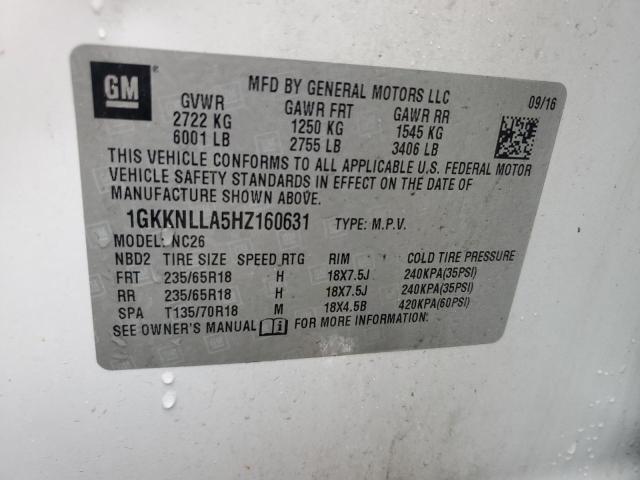 GM ®
MFD BY GENERAL MOTORS LLC
09/16
GVWR GAWR FRT GAWR RR
2722 KG 1250 KG 1545 KG
6001 LB 2755 LB 3406 LB
THIS VEHICLE CONFORMS TO ALL APPLICABLE U.S. FEDERAL MOTOR
VEHICLE SAFETY STANDARDS IN EFFECT ON THE DATE OF
MANUFACTURE SHOWN ABOVE.
1GKKNLLA5HZ160631 TYPE: M.P.V.
MODEL: NC26
NBD2 TIRE SIZE SPEED RTG RIM COLD TIRE PRESSURE
FRT 235/65R18 H 18X7.5J 240KPA(35PSI)
RR 235/65R18 H 18X7.5J 240KPA(35PSI)
SPA T135/70R18 M 18X4.5B 420KPA(60PSI)
SEE OWNER'S MANUAL FOR MORE INFORMATION.